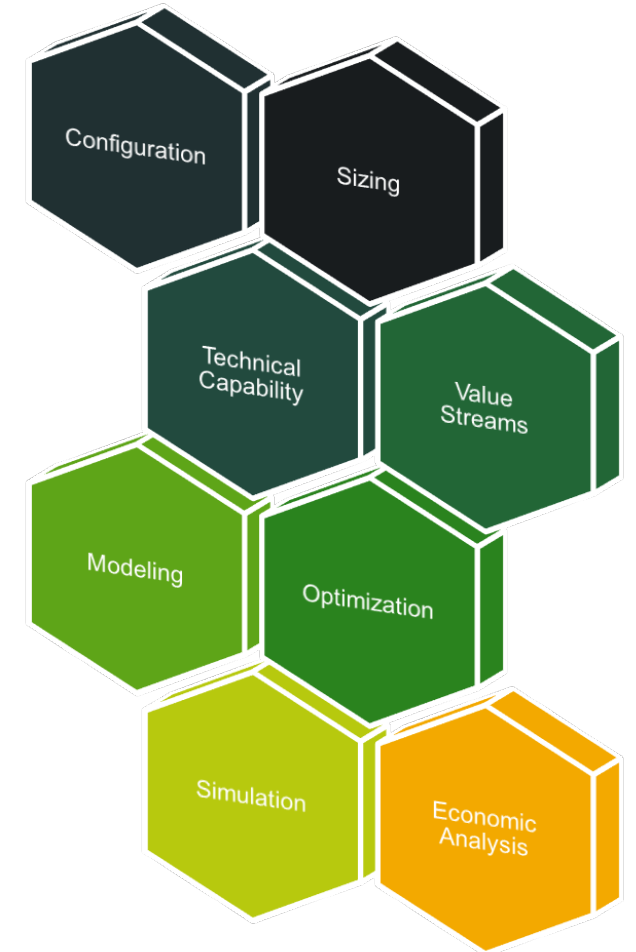 Configuration
Sizing
Technical
Capability
Value
Streams
Modeling
Optimization
Simulation
Economic
Analysis